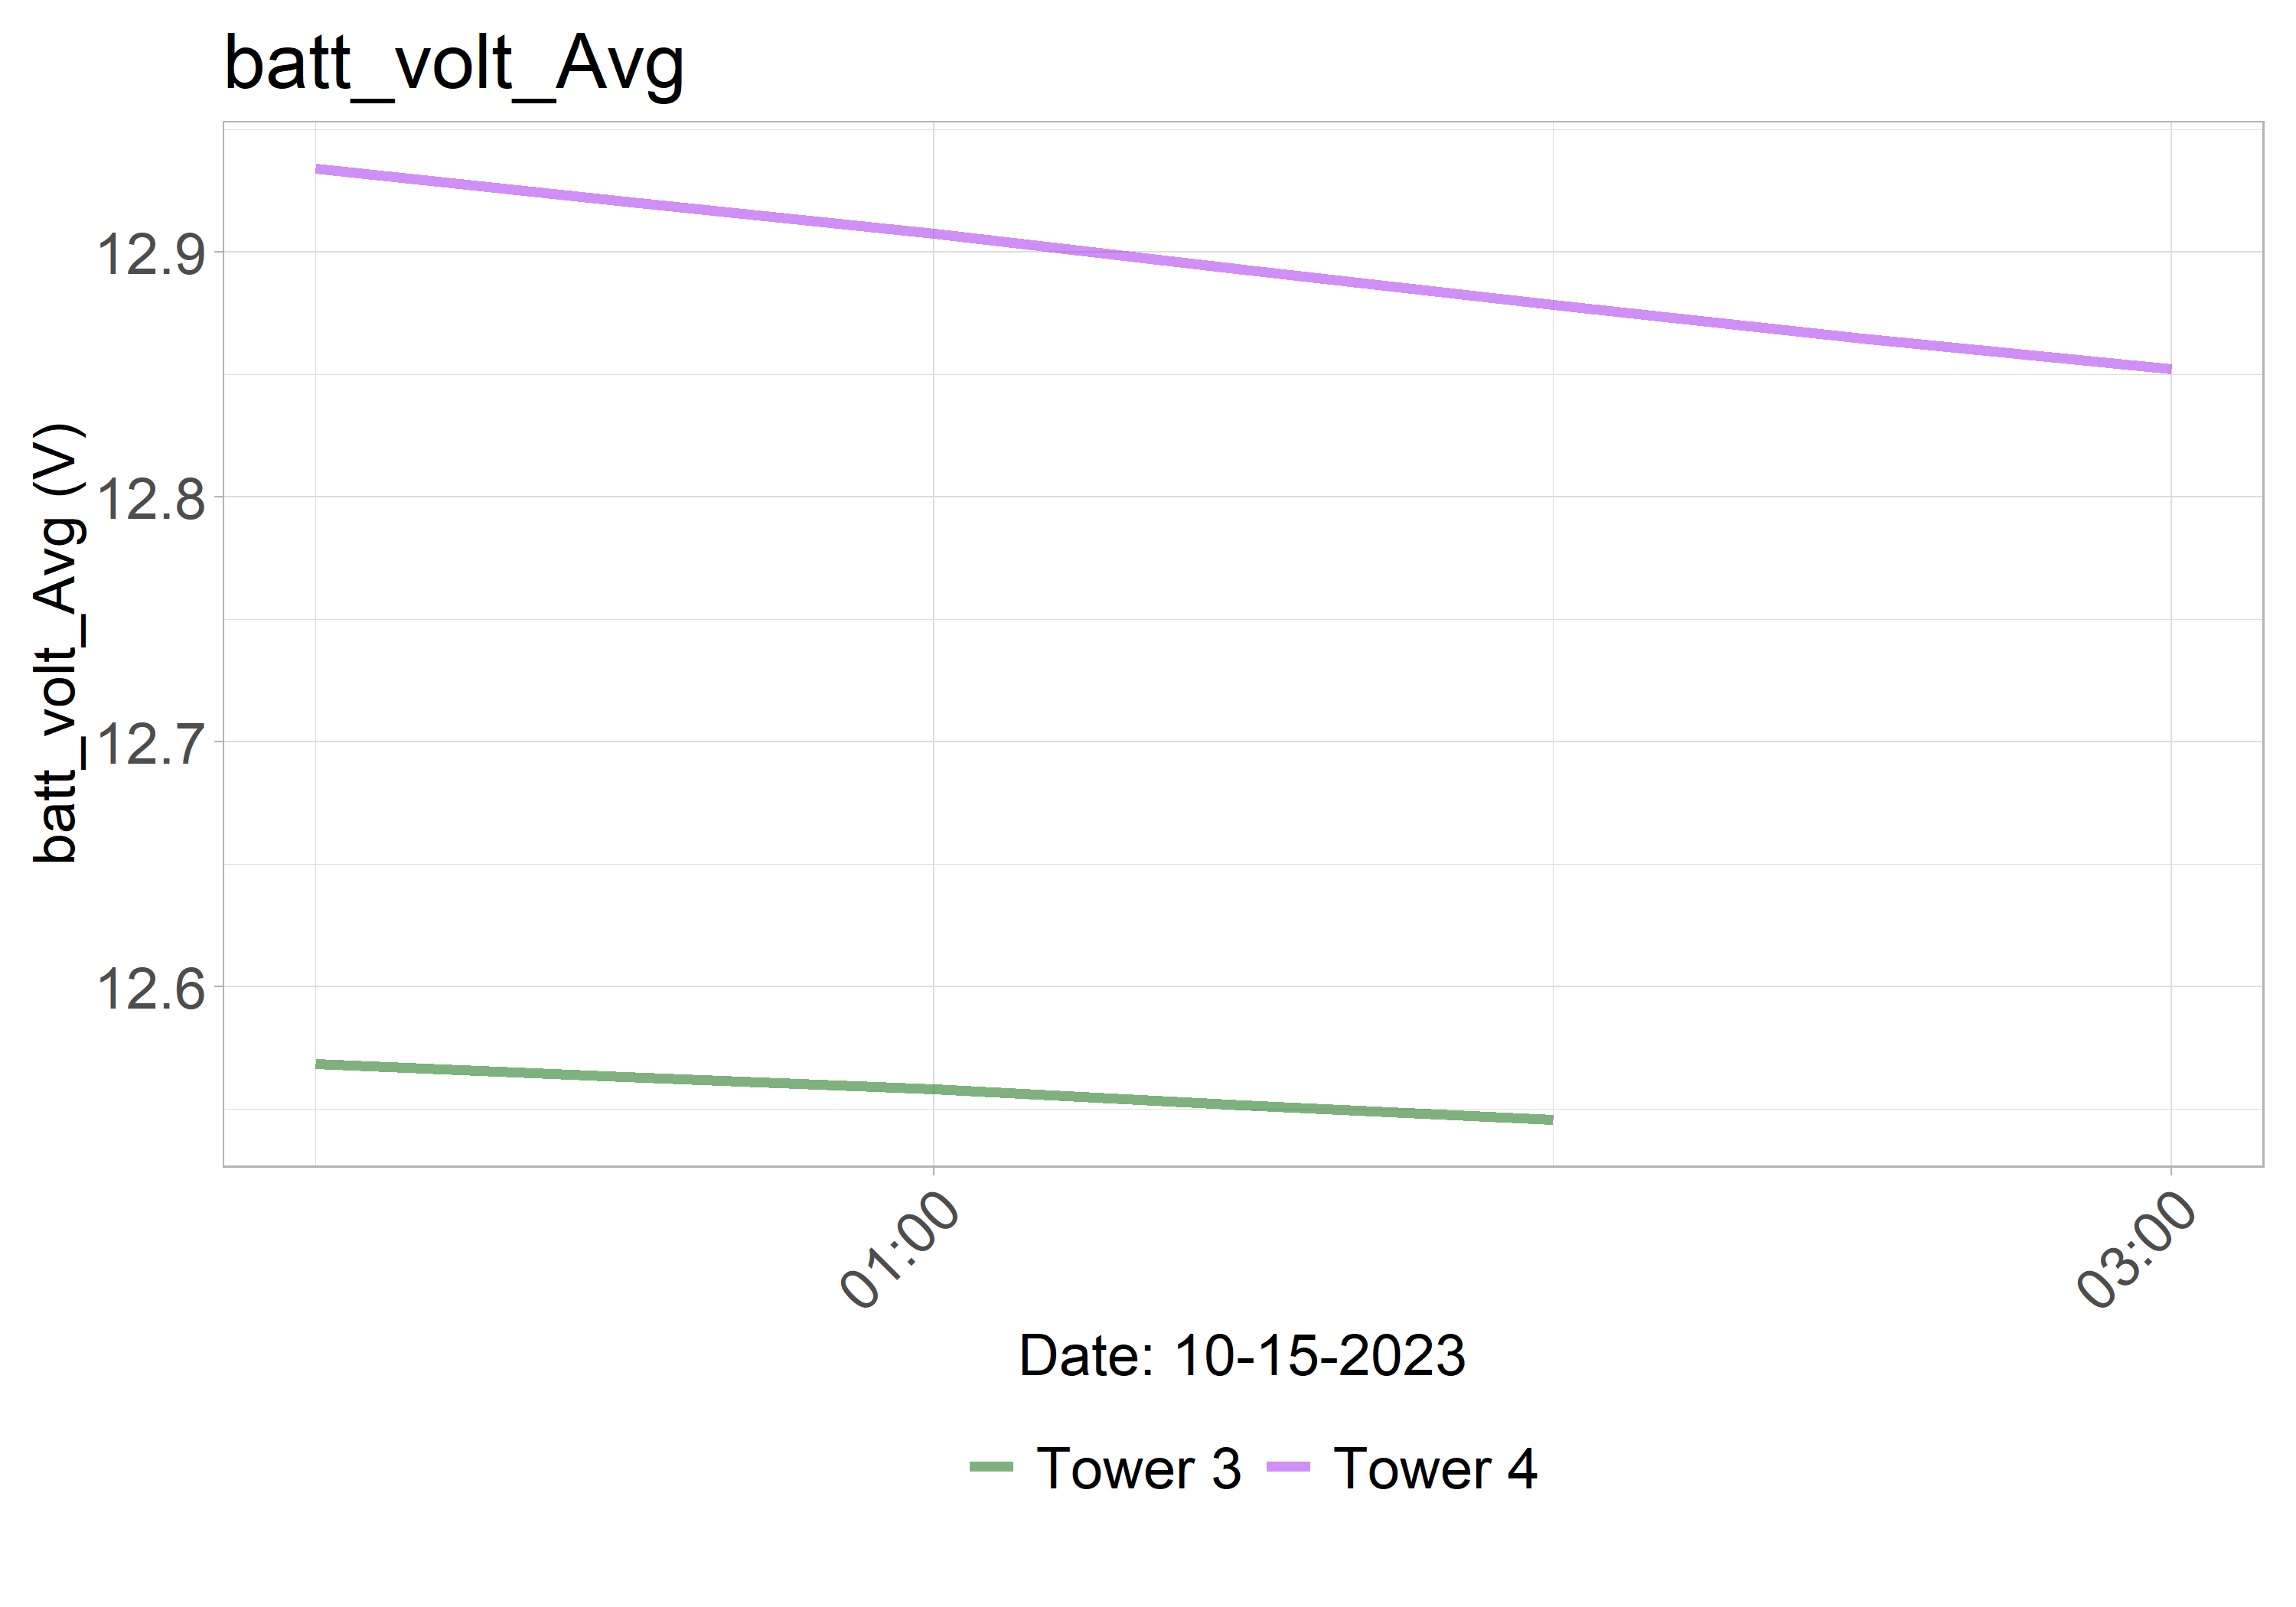 batt_volt_Avg
batt_volt_Avg (V)
12.9
12.8
12.7
12.6
01:00
03:00
Date: 10-15-2023
Tower 3
Tower 4